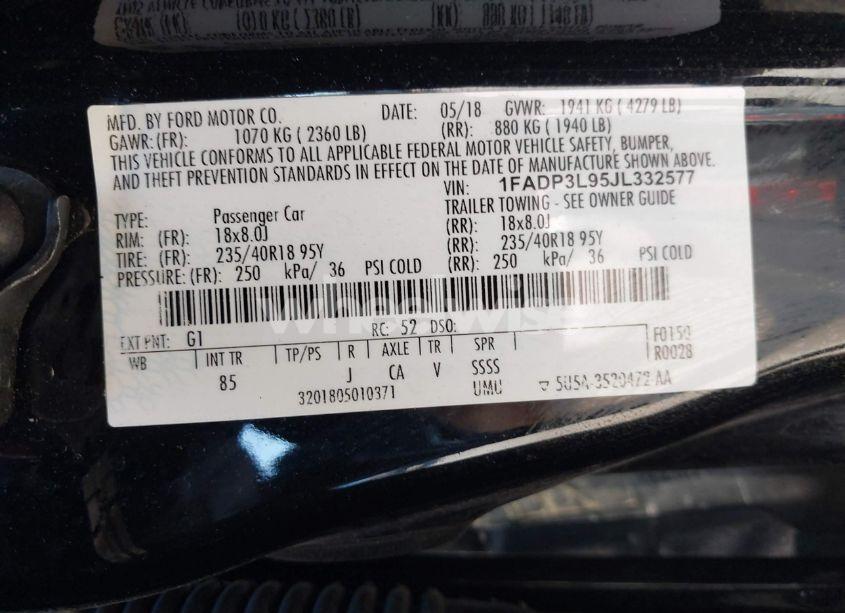 MFD. BY FORD MOTOR CO. DATE: 05/18 GVWR: 1941 KG ( 4279 LB)
GAWR: (FR): 1070 KG ( 2360 LB) (RR): 880 KG ( 1940 LB)
THIS VEHICLE CONFORMS TO ALL APPLICABLE FEDERAL MOTOR VEHICLE SAFETY, BUMPER,
AND THEFT PREVENTION STANDARDS IN EFFECT ON THE DATE OF MANUFACTURE SHOWN ABOVE.
VIN: 1FADP3L95JL332577
TYPE: Passenger Car TRAILER TOWING - SEE OWNER GUIDE
RIM: (FR): 18x8.0J (RR): 18x8.0J
TIRE: (FR): 235/40R18 95Y (RR): 235/40R18 95Y
PRESSURE: (FR): 250 kPa/ 36 PSI COLD (RR): 250 kPa/ 36 PSI COLD
EXT PNT: G1 RC: 52 DSO: F0150
WB INT TR TP/PS R AXLE TR SPR R0028
85 J CA V SSSS
3201805010371 UMU 5U5A-3520472-AA